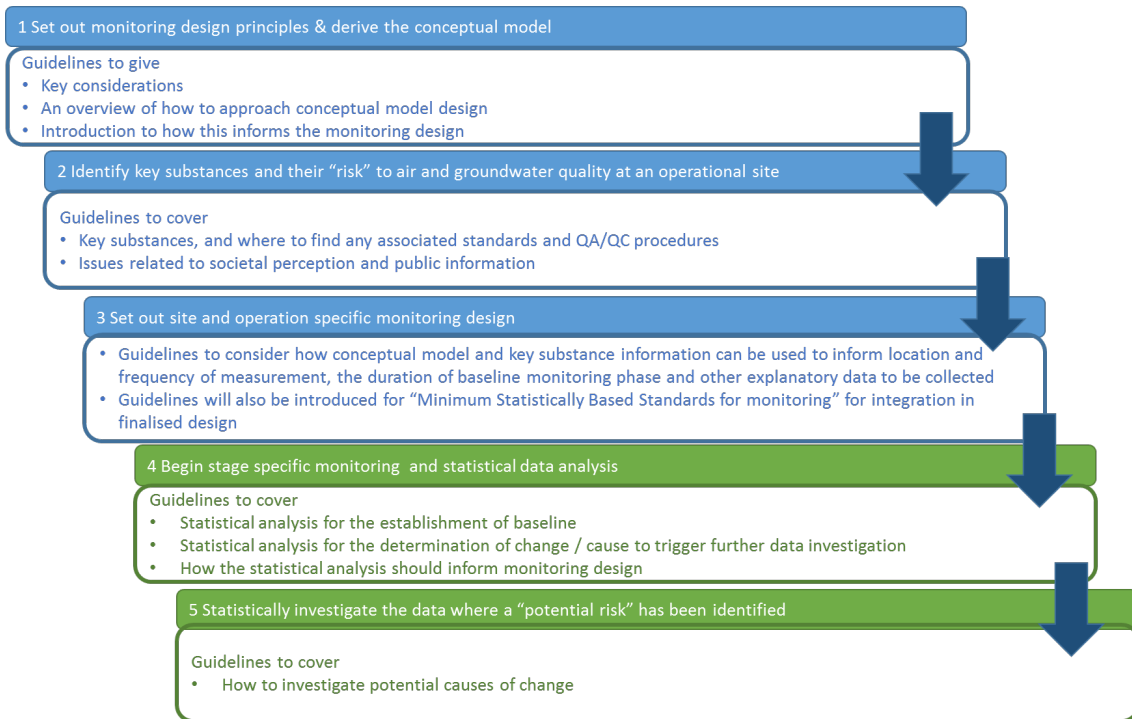 1 Set out monitoring design principles & derive the conceptual model
Guidelines to give
• Key considerations
• An overview of how to approach conceptual model design
• Introduction to how this informs the monitoring design
2 Identify key substances and their “risk” to air and groundwater quality at an operational site
Guidelines to cover
• Key substances, and where to find any associated standards and QA/QC procedures
• Issues related to societal perception and public information
3 Set out site and operation specific monitoring design
• Guidelines to consider how conceptual model and key substance information can be used to inform location and
frequency of measurement, the duration of baseline monitoring phase and other explanatory data to be collected
• Guidelines will also be introduced for “Minimum Statistically Based Standards for monitoring” for integration in
finalised design
4 Begin stage specific monitoring and statistical data analysis
Guidelines to cover
• Statistical analysis for the establishment of baseline
• Statistical analysis for the determination of change / cause to trigger further data investigation
• How the statistical analysis should inform monitoring design
5 Statistically investigate the data where a “potential risk” has been identified
Guidelines to cover
• How to investigate potential causes of change